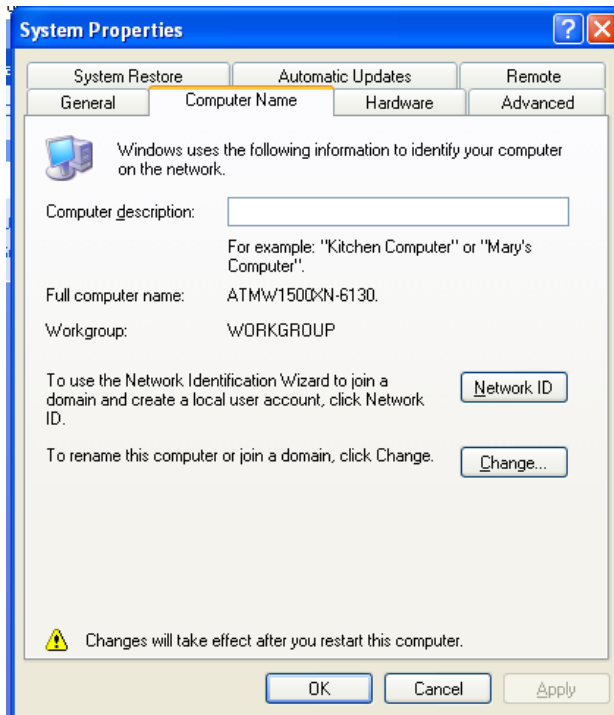 System Properties
System Restore
Automatic Updates
Remote
General
Computer Name
Hardware
Advanced
Windows uses the following information to identify your computer
on the network.
Computer description:
For example: "Kitchen Computer" or "Mary's
Computer".
Full computer name: ATMW1500XN-6130.
Workgroup: WORKGROUP
To use the Network Identification Wizard to join a
domain and create a local user account, click Network
ID.
Network ID
To rename this computer or join a domain, click Change.
Change...
Changes will take effect after you restart this computer.
OK
Cancel
Apply